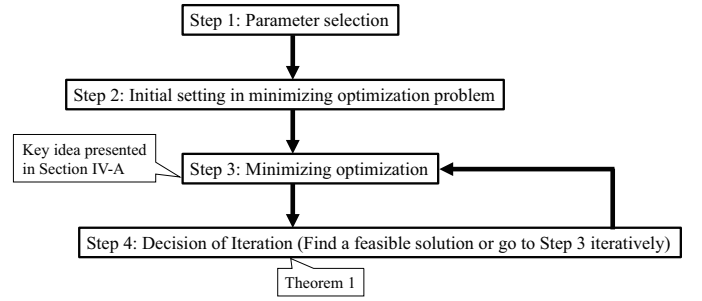 Step 1: Parameter selection
Step 2: Initial setting in minimizing optimization problem
Key idea presented
in Section IV-A
Step 3: Minimizing optimization
Step 4: Decision of Iteration (Find a feasible solution or go to Step 3 iteratively)
Theorem 1